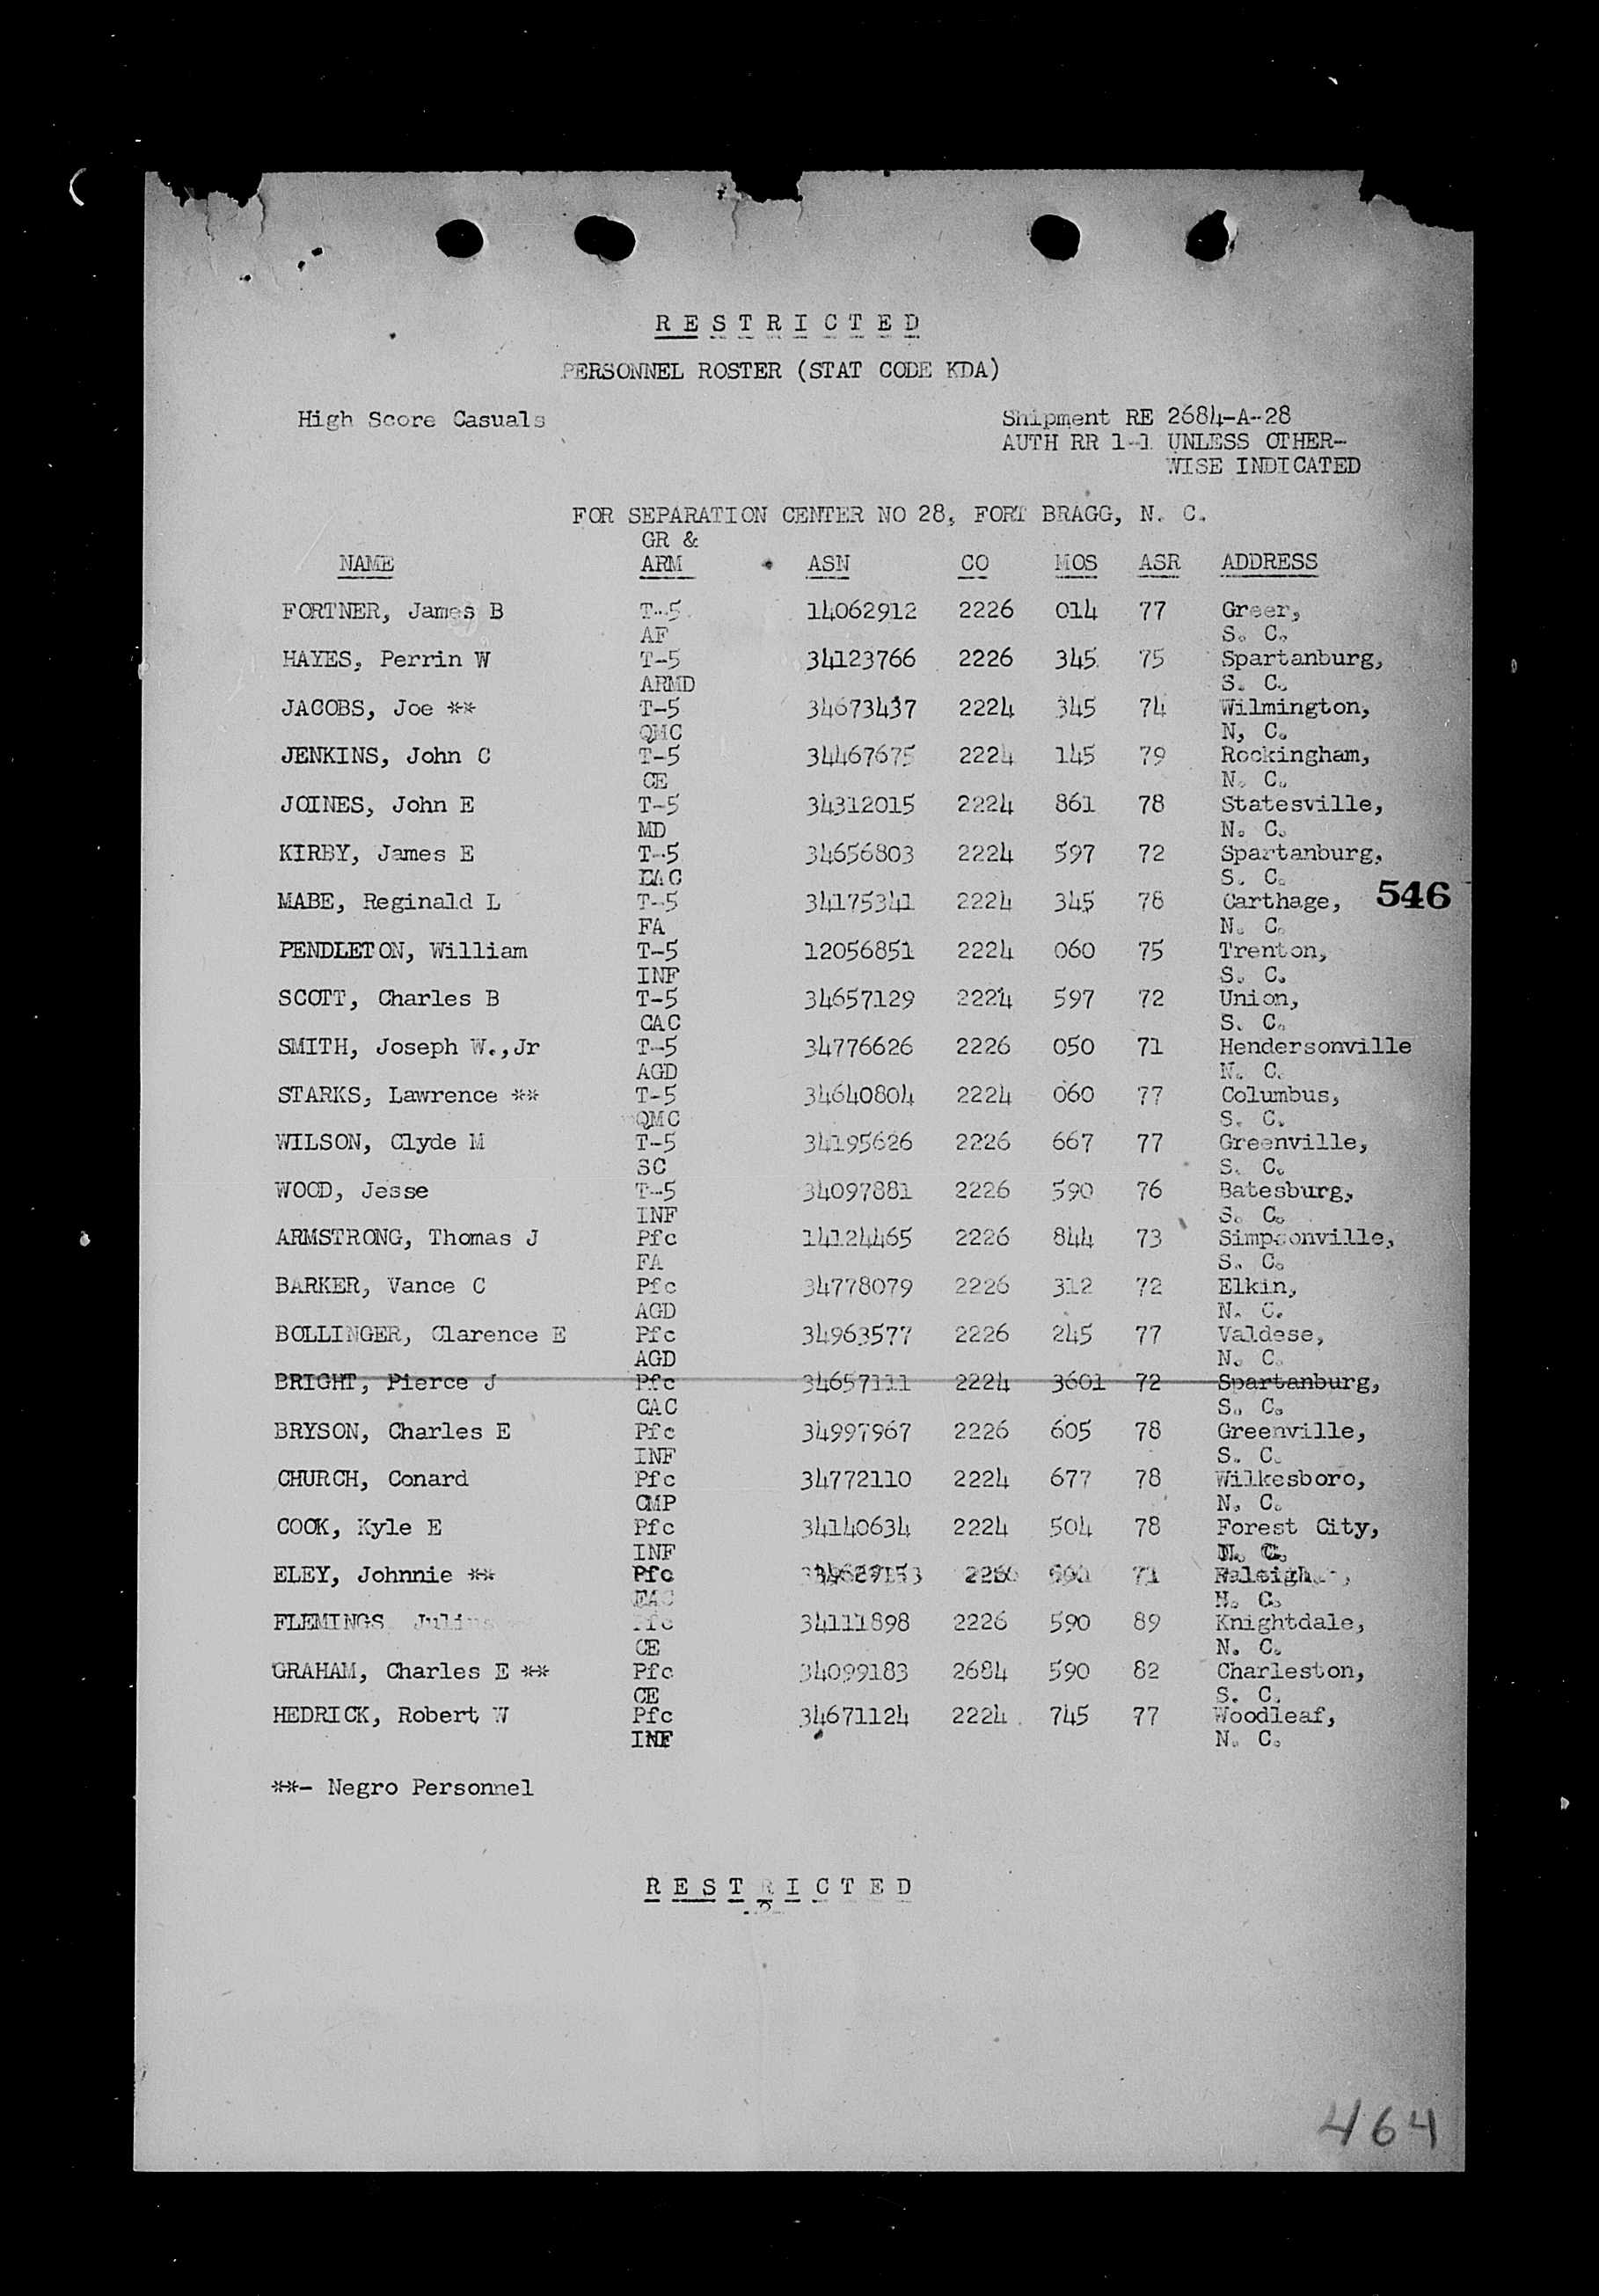 RESTRICTED
PERSONNEL ROSTER (STAT CODE KDA)
High Score Casuals Shipment RE 2684-A-28
AUTH RR 1-1 UNLESS OTHER-
WISE INDICATED
FOR SEPARATION CENTER NO 28, FORT BRAGG, N. C.
GR &
NAME ARM ASN CO MOS ASR ADDRESS
FORTNER, James B T-5 14062912 2226 014 77 Greer,
AF S. C.
HAYES, Perrin W T-5 34123766 2226 345 75 Spartanburg,
ARMD S. C.
JACOBS, Joe ** T-5 34673437 2224 345 74 Wilmington,
QMC N, C.
JENKINS, John C T-5 34467675 2224 145 79 Rockingham,
CE N. C.
JOINES, John E T-5 34312015 2224 861 78 Statesville,
MD N. C.
KIRBY, James E T-5 34656803 2224 597 72 Spartanburg,
CAC S. C.
MABE, Reginald L T-5 34175341 2224 345 78 Carthage, 546
FA N. C.
PENDLETON, William T-5 12056851 2224 060 75 Trenton,
INF S. C.
SCOTT, Charles B T-5 34657129 2224 597 72 Union,
CAC S. C.
SMITH, Joseph W.,Jr T-5 34776626 2226 050 71 Hendersonville
AGD N. C.
STARKS, Lawrence ** T-5 34640804 2224 060 77 Columbus,
QMC S. C.
WILSON, Clyde M T-5 34195626 2226 667 77 Greenville,
SC S. C.
WOOD, Jesse T-5 34097881 2226 590 76 Batesburg,
INF S. C.
ARMSTRONG, Thomas J Pfc 14124465 2226 844 73 Simpsonville,
FA S. C.
BARKER, Vance C Pfc 34778079 2226 312 72 Elkin,
AGD N. C.
BOLLINGER, Clarence E Pfc 34963577 2226 245 77 Valdese,
AGD N. C.
BRIGHT, Pierce J Pfc 34657111 2224 3601 72 Spartanburg,
CAC S. C.
BRYSON, Charles E Pfc 34997967 2226 605 78 Greenville,
INF S. C.
CHURCH, Conard Pfc 34772110 2224 677 78 Wilkesboro,
CMP N. C.
COOK, Kyle E Pfc 34140634 2224 504 78 Forest City,
INF N. C.
ELEY, Johnnie ** Pfc 71 Raleigh,
N. C.
FLEMINGS, Julius Pfc 34111898 2226 590 89 Knightdale,
CE N. C.
GRAHAM, Charles E ** Pfc 34099183 2684 590 82 Charleston,
CE S. C.
HEDRICK, Robert W Pfc 34671124 2224 745 77 Woodleaf,
INF N. C.
**- Negro Personnel
RESTRICTED
464